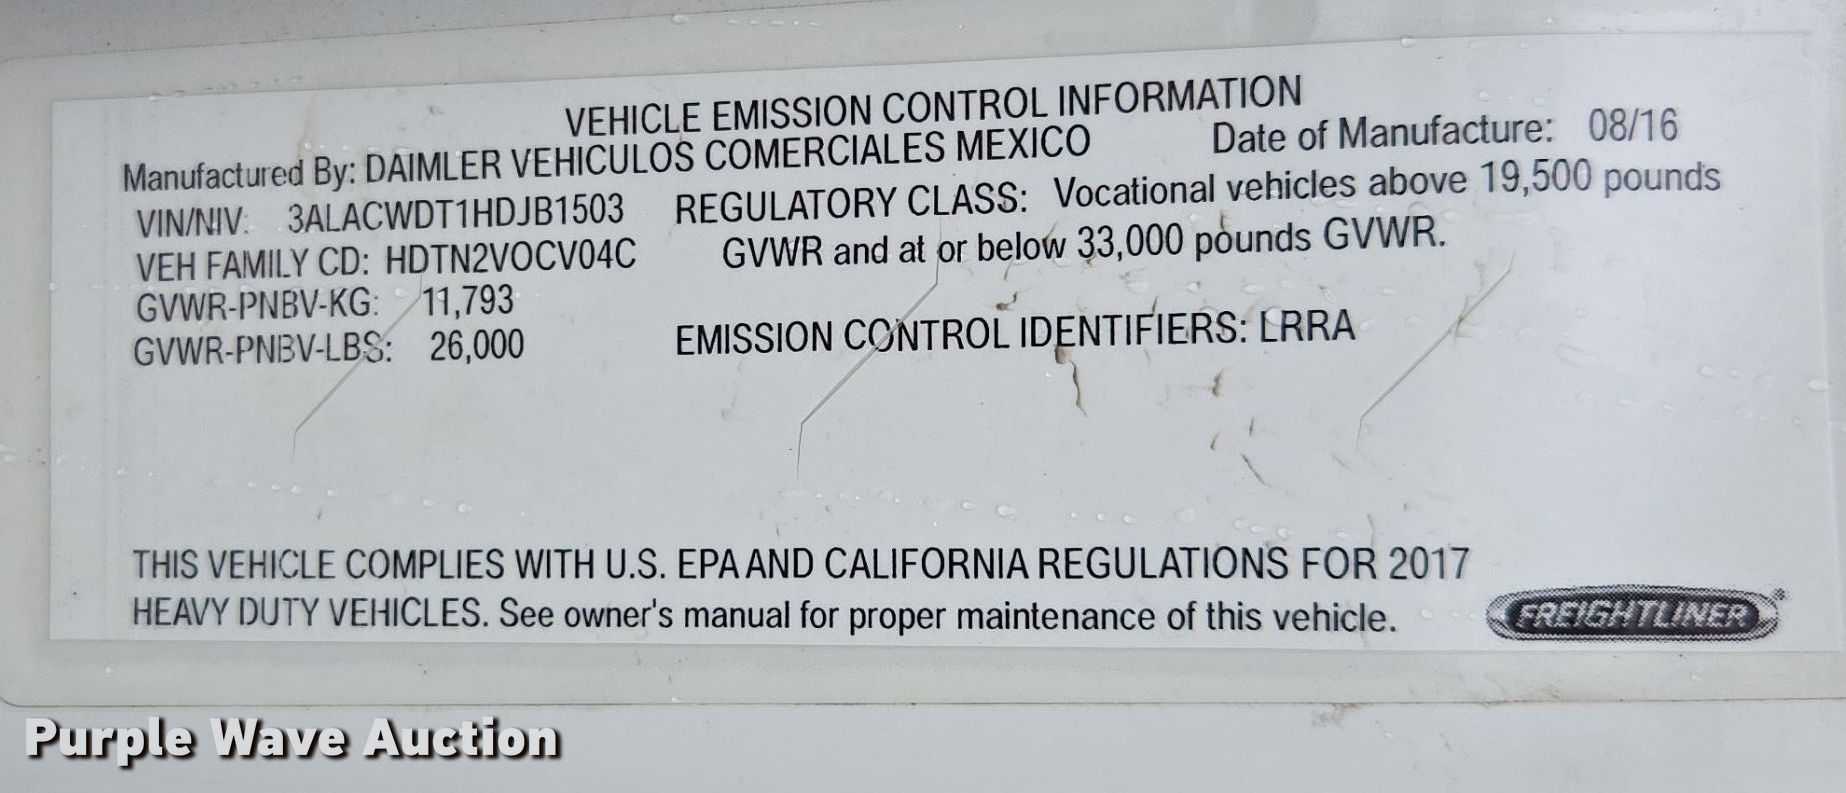 VEHICLE EMISSION CONTROL INFORMATION
Manufactured By: DAIMLER VEHICULOS COMERCIALES MEXICO Date of Manufacture: 08/16
VIN/NIV: 3ALACWDT1HDJB1503 REGULATORY CLASS: Vocational vehicles above 19,500 pounds
VEH FAMILY CD: HDTN2VOCV04C GVWR and at or below 33,000 pounds GVWR.
GVWR-PNBV-KG: 11,793
GVWR-PNBV-LBS: 26,000 EMISSION CONTROL IDENTIFIERS: LRRA
THIS VEHICLE COMPLIES WITH U.S. EPA AND CALIFORNIA REGULATIONS FOR 2017
HEAVY DUTY VEHICLES. See owner's manual for proper maintenance of this vehicle.
FREIGHTLINER
Purple Wave Auction